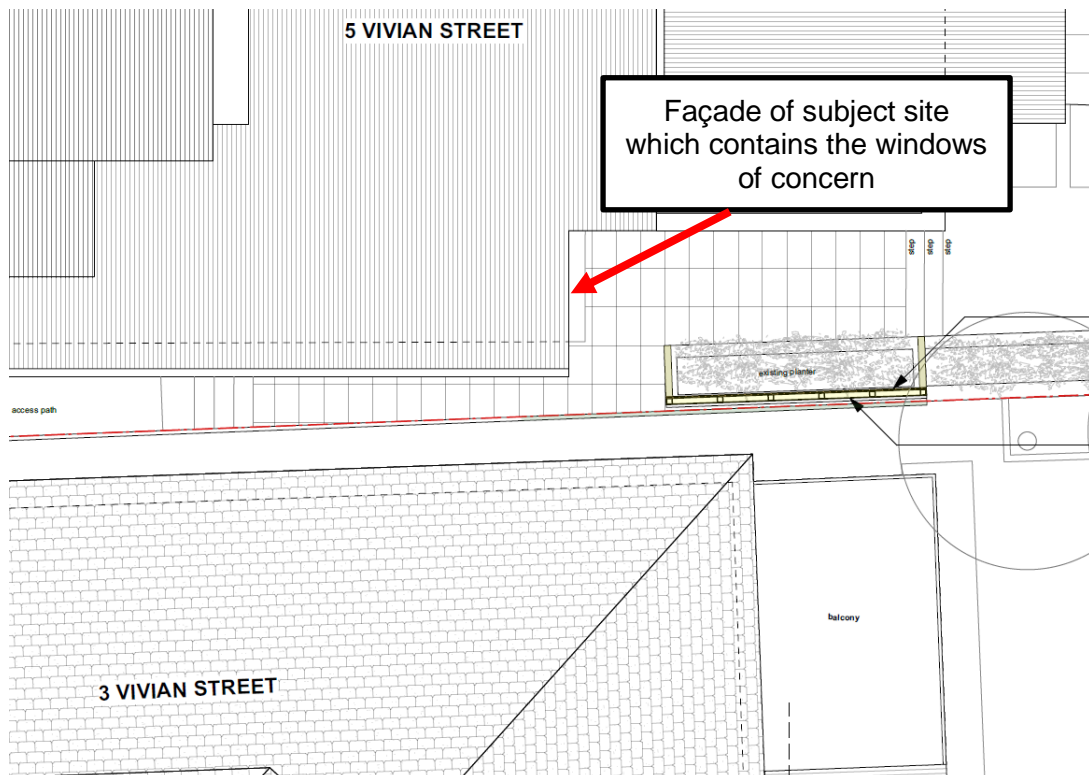 5 VIVIAN STREET
Façade of subject site
which contains the windows
of concern
step
step
step
existing planter
access path
balcony
3 VIVIAN STREET